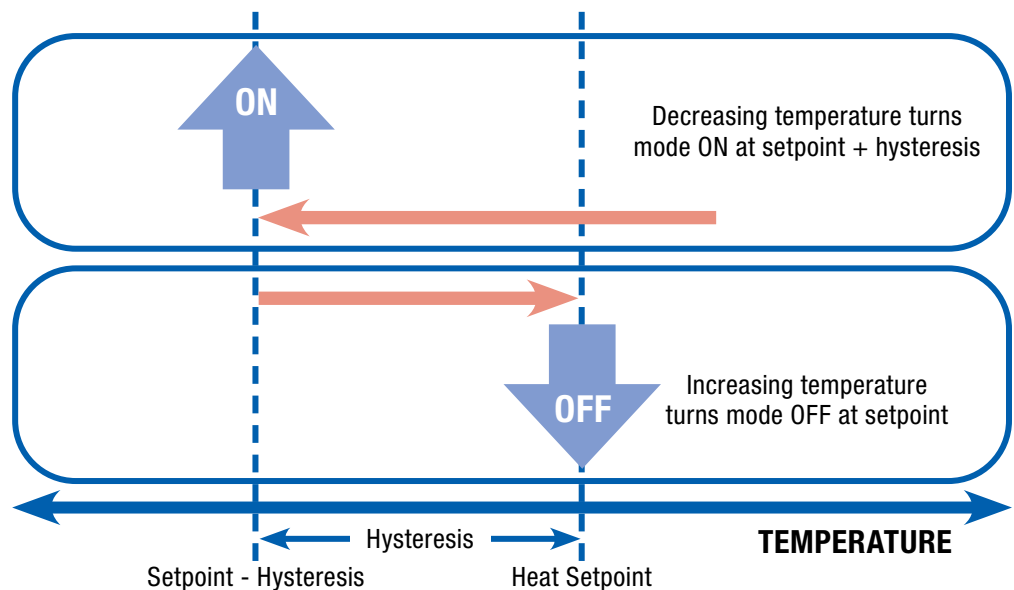 ON
Decreasing temperature turns
mode ON at setpoint + hysteresis
OFF
Increasing temperature
turns mode OFF at setpoint
Hysteresis
TEMPERATURE
Setpoint - Hysteresis
Heat Setpoint